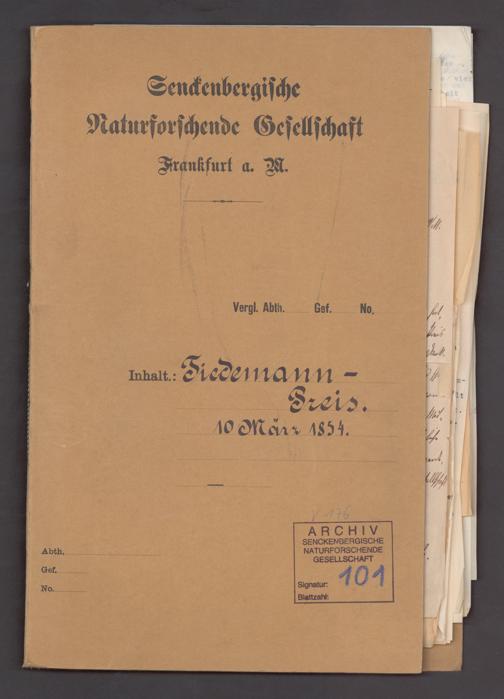 Senckenbergische
Naturforschende Gesellschaft
Frankfurt a. M.
Vergl. Abth. Gef. No.
Inhalt.: Tiedemann-
Preis.
10 März 1854.
V 176
ARCHIV
SENCKENBERGISCHE
NATURFORSCHENDE
GESELLSCHAFT
Signatur: 101
Blattzahl:
Abth.
Gef.
No.